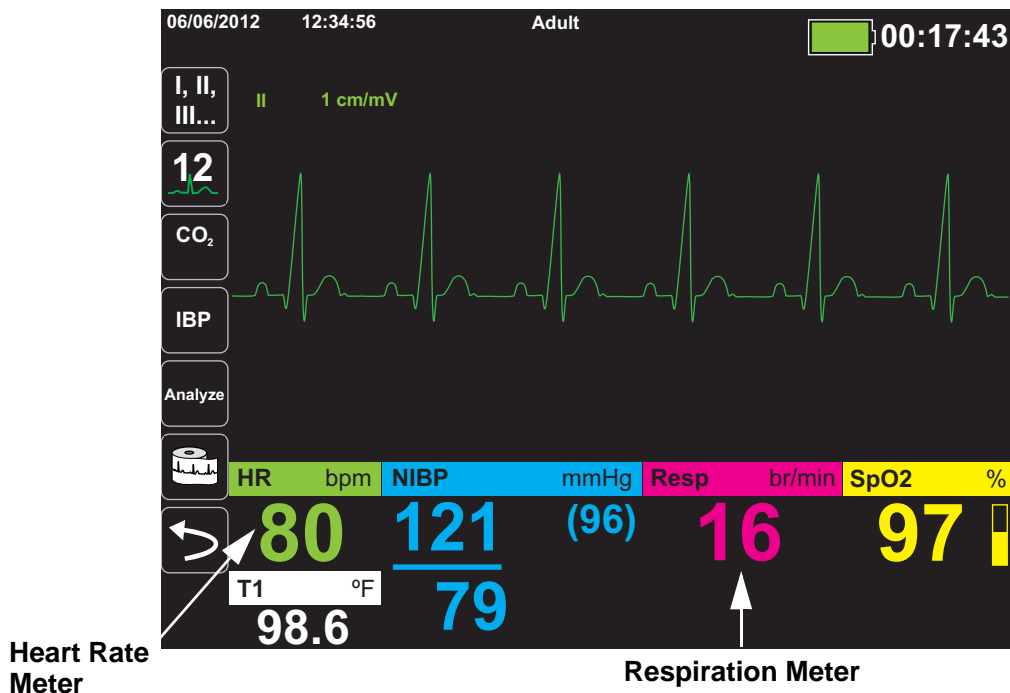 06/06/2012 12:34:56 Adult 00:17:43
I, II,
III...
II 1 cm/mV
12
CO₂
IBP
Analyze
HR bpm NIBP mmHg Resp br/min SpO2 %
80 121 (96) 16 97
79
T1 ºF
98.6
Heart Rate
Meter
Respiration Meter